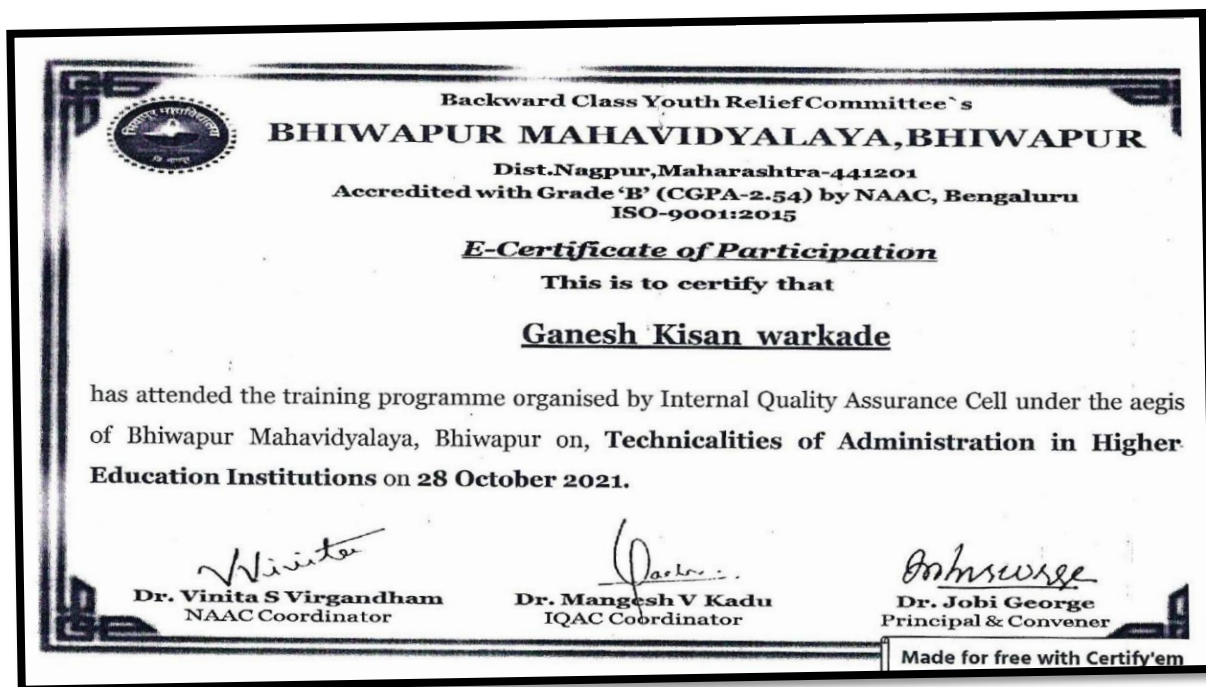 Backward Class Youth Relief Committee`s
BHIWAPUR MAHAVIDYALAYA,BHIWAPUR
Dist.Nagpur,Maharashtra-441201
Accredited with Grade ‘B’ (CGPA-2.54) by NAAC, Bengaluru
ISO-9001:2015
E-Certificate of Participation
This is to certify that
Ganesh Kisan warkade
has attended the training programme organised by Internal Quality Assurance Cell under the aegis
of Bhiwapur Mahavidyalaya, Bhiwapur on, Technicalities of Administration in Higher
Education Institutions on 28 October 2021.
Dr. Vinita S Virgandham
NAAC Coordinator
Dr. Mangesh V Kadu
IQAC Coordinator
Dr. Jobi George
Principal & Convener
Made for free with Certify'em